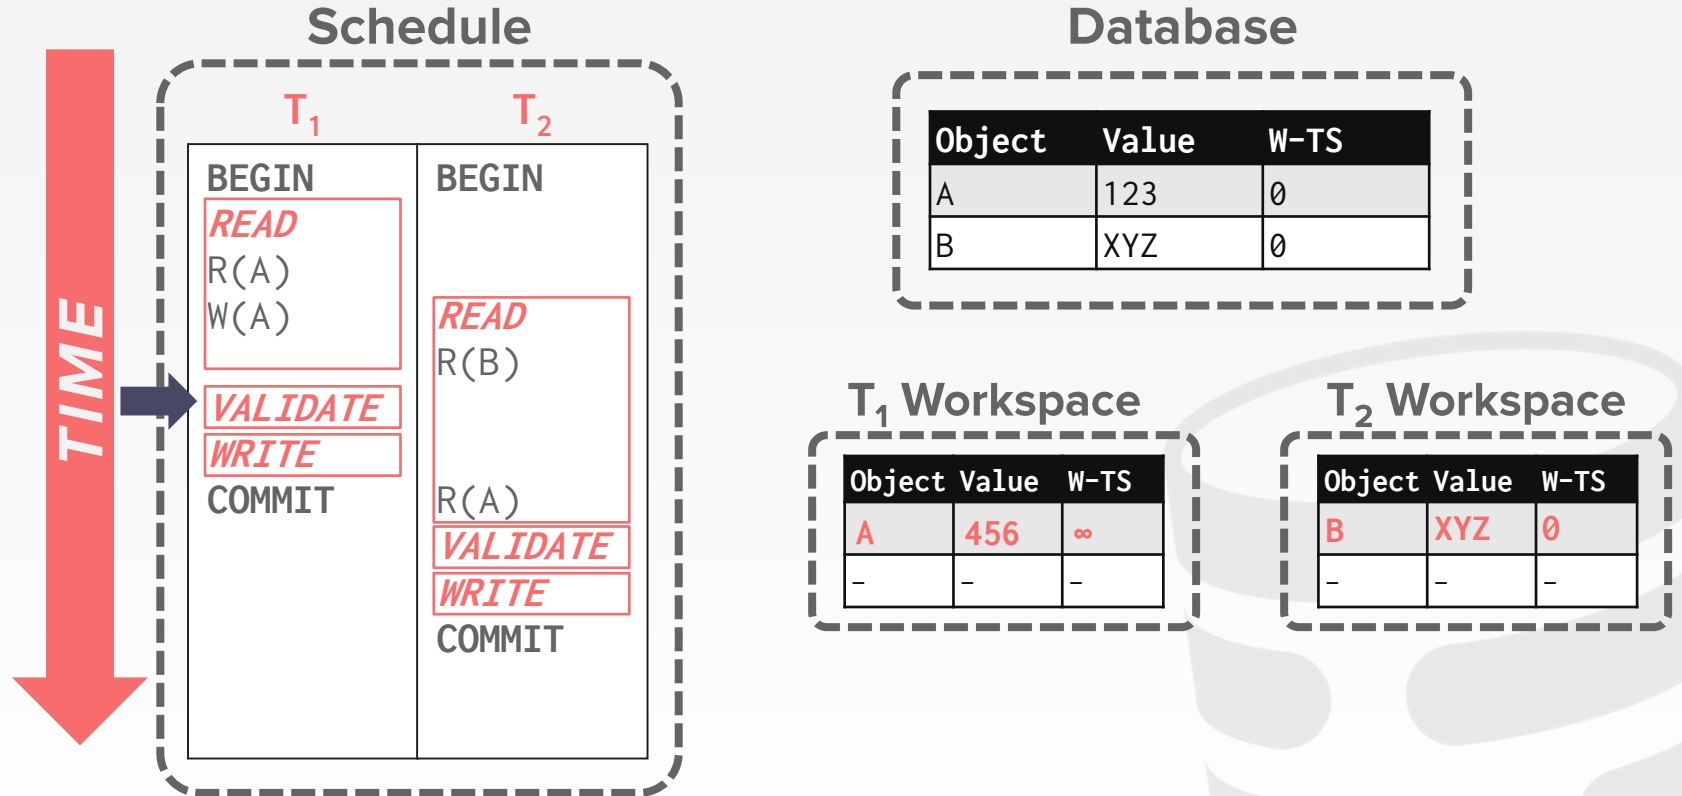 Schedule
Database
TIME
T1 T2
BEGIN BEGIN
READ
R(A)
W(A) READ
R(B)
VALIDATE
WRITE
COMMIT R(A)
VALIDATE
WRITE
COMMIT
Object Value W-TS
A 123 0
B XYZ 0
T1 Workspace
Object Value W-TS
A 456 ∞
- - -
T2 Workspace
Object Value W-TS
B XYZ 0
- - -